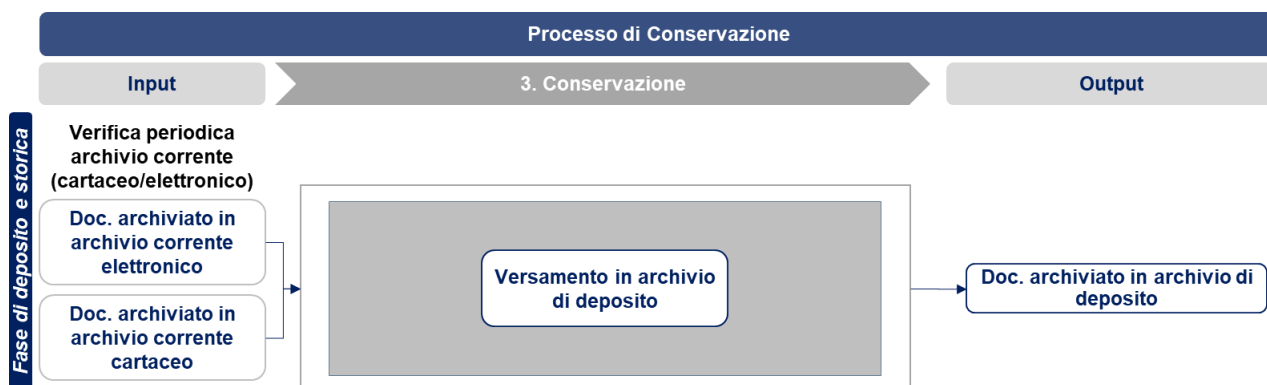 Processo di Conservazione
Input
3. Conservazione
Output
Fase di deposito e storica
Verifica periodica
archivio corrente
(cartaceo/elettronico)
Doc. archiviato in
archivio corrente
elettronico
Doc. archiviato in
archivio corrente
cartaceo
Versamento in archivio
di deposito
Doc. archiviato in archivio di
deposito